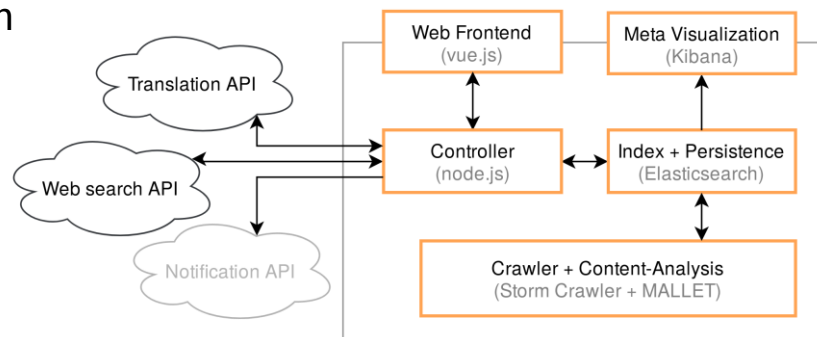 n
Web Frontend
(vue.js)
Meta Visualization
(Kibana)
Translation API
Controller
(node.js)
Index + Persistence
(Elasticsearch)
Web search API
Notification API
Crawler + Content-Analysis
(Storm Crawler + MALLET)